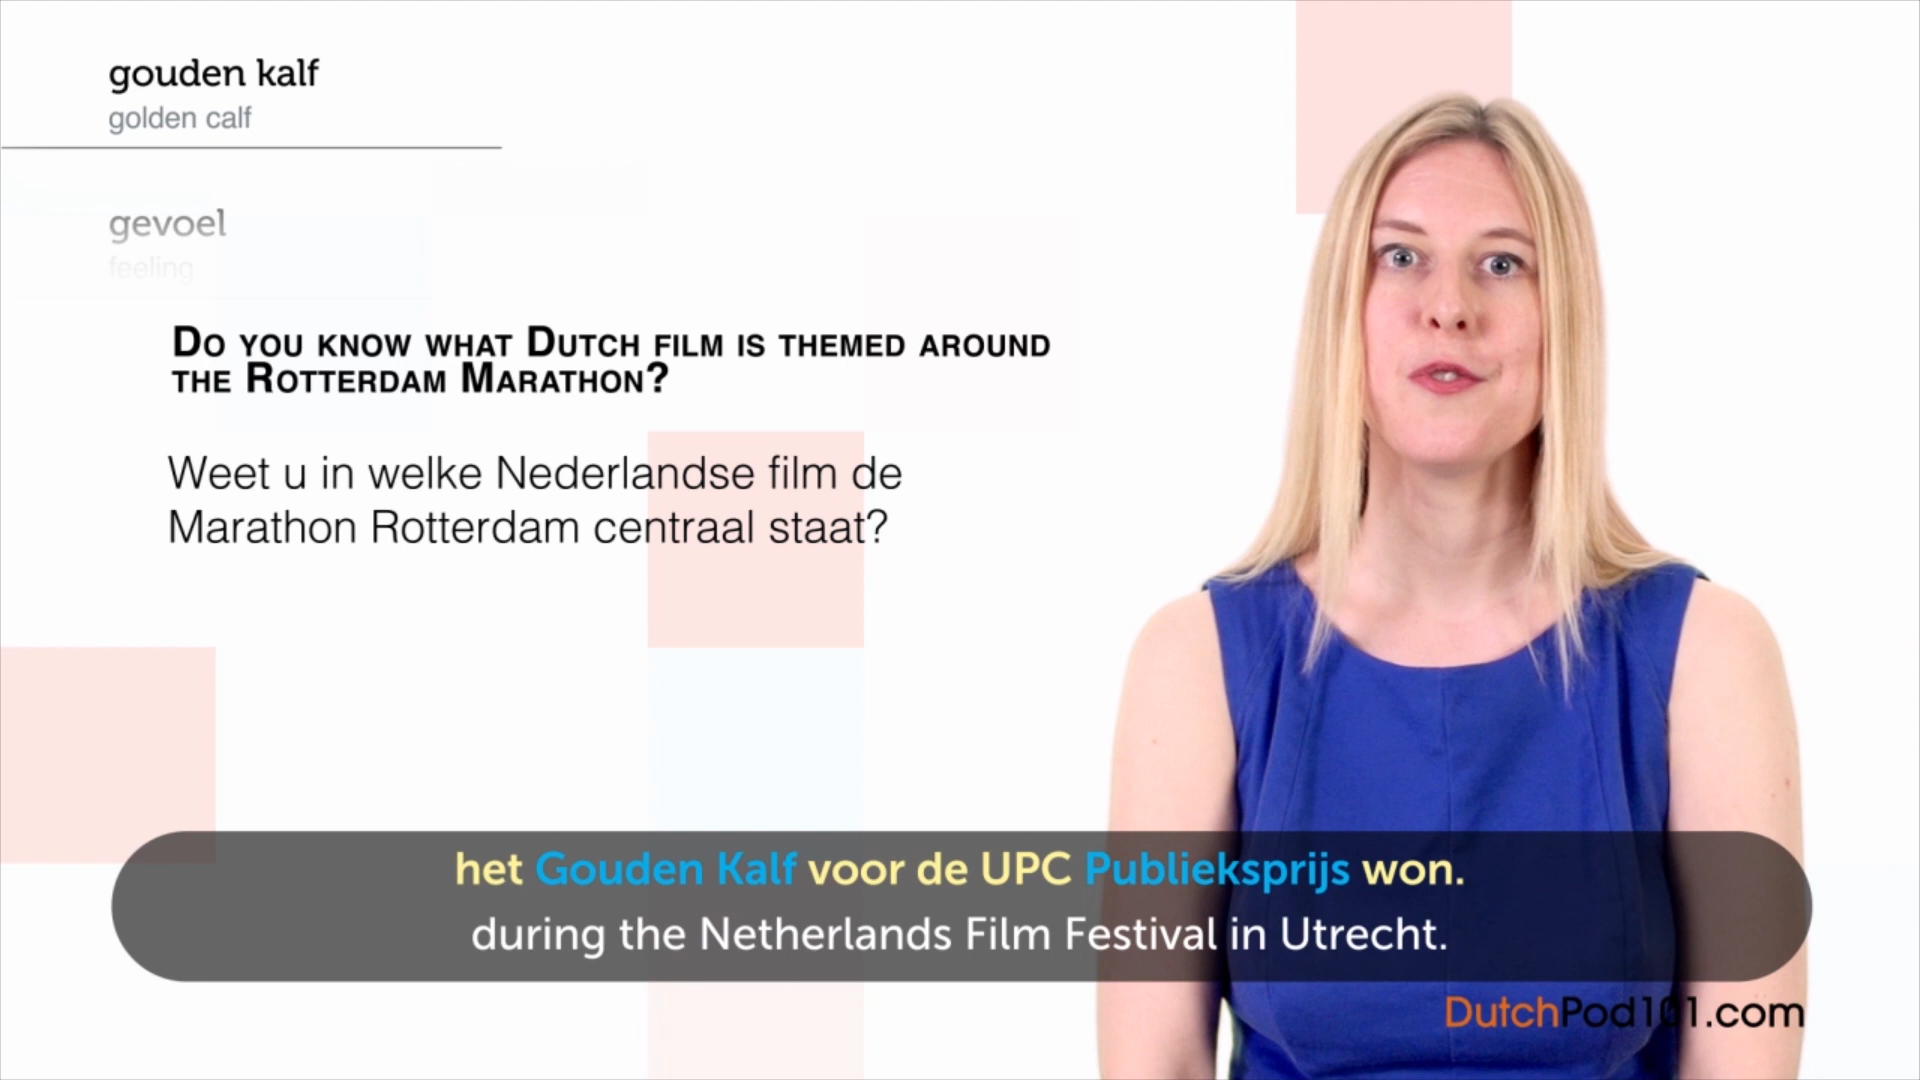 gouden kalf
golden calf
gevoel
feeling
Do you know what Dutch film is themed around
the Rotterdam Marathon?
Weet u in welke Nederlandse film de
Marathon Rotterdam centraal staat?
het Gouden Kalf voor de UPC Publieksprijs won.
during the Netherlands Film Festival in Utrecht.
DutchPod101.com